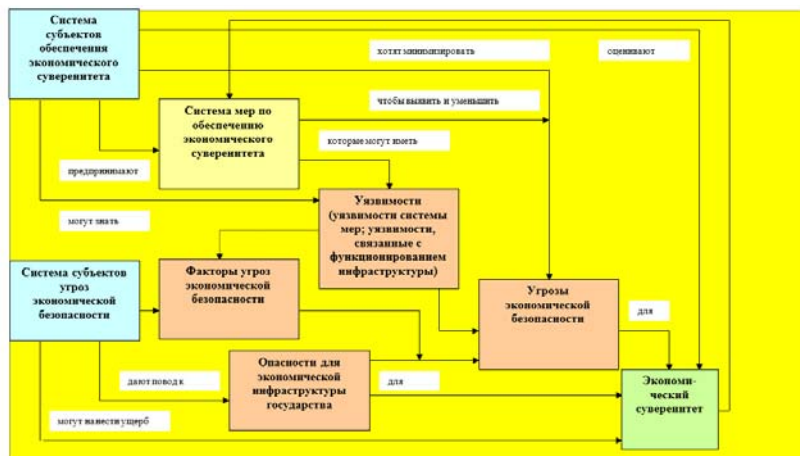 Система
субъектов
обеспечения
экономического
суверенитета
хотят минимизировать
оценивают
Система мер по
обеспечению
экономического
суверенитета
чтобы выявить и уменьшить
которые могут иметь
предпринимают
Уязвимости
(уязвимости системы
мер; уязвимости,
связанные с
функционированием
инфраструктуры)
могут знать
Система субъектов
угроз
экономической
безопасности
Факторы угроз
экономической
безопасности
Угрозы
экономической
безопасности
для
Опасности для
экономической
инфраструктуры
государства
дают повод к
для
Экономи-
ческий
суверенитет
могут нанести ущерб